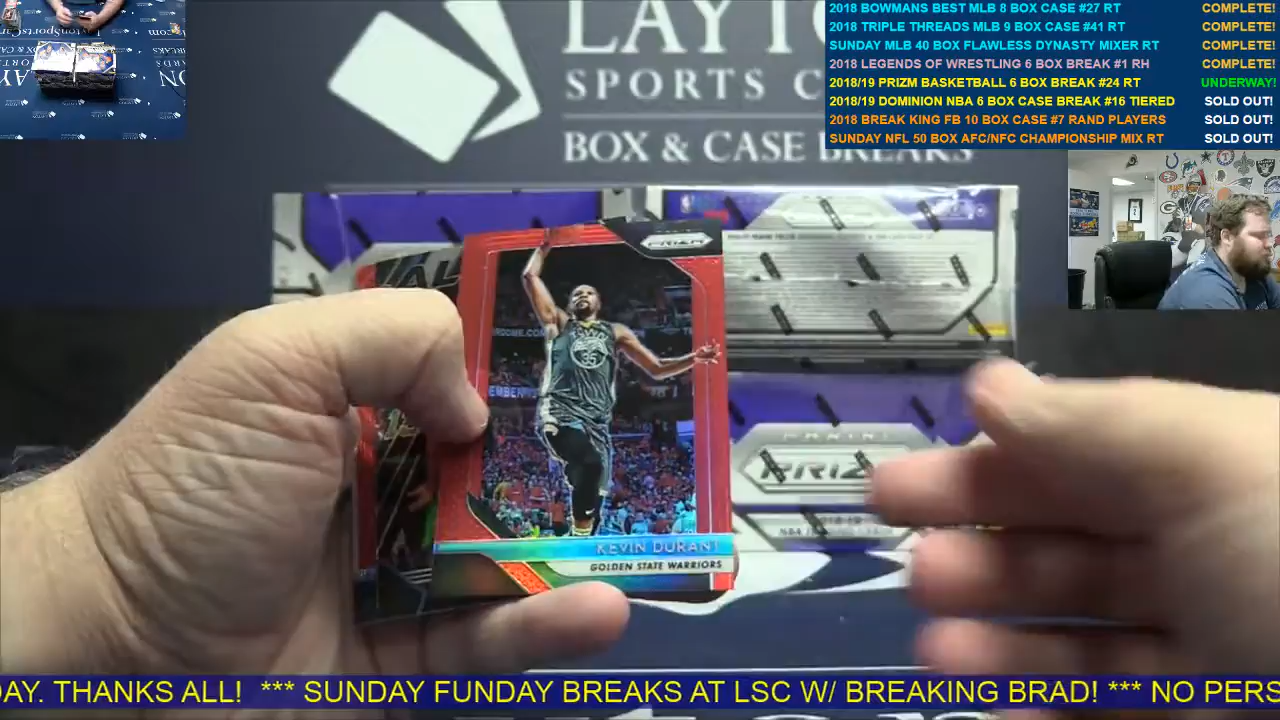 2018 BOWMANS BEST MLB 8 BOX CASE #27 RT COMPLETE!
2018 TRIPLE THREADS MLB 9 BOX CASE #41 RT COMPLETE!
SUNDAY MLB 40 BOX FLAWLESS DYNASTY MIXER RT COMPLETE!
2018 LEGENDS OF WRESTLING 6 BOX BREAK #1 RH COMPLETE!
2018/19 PRIZM BASKETBALL 6 BOX BREAK #24 RT UNDERWAY!
2018/19 DOMINION NBA 6 BOX CASE BREAK #16 TIERED SOLD OUT!
2018 BREAK KING FB 10 BOX CASE #7 RAND PLAYERS SOLD OUT!
SUNDAY NFL 50 BOX AFC/NFC CHAMPIONSHIP MIX RT SOLD OUT!
LAYTO
SPORTS C
BOX & CASE BREAKS
PRIZM
35
KEVIN DURANT
GOLDEN STATE WARRIORS
PANINI
PRIZ
DAY. THANKS ALL! *** SUNDAY FUNDAY BREAKS AT LSC W/ BREAKING BRAD! *** NO PERS